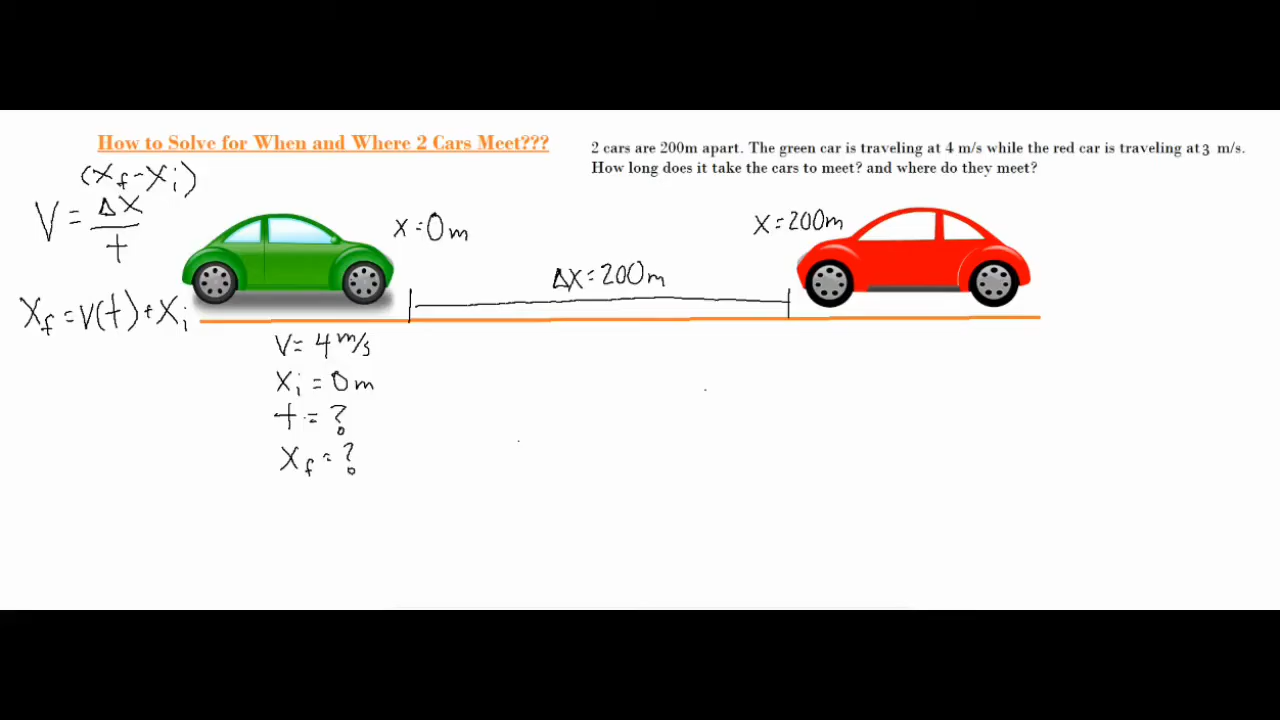 How to Solve for When and Where 2 Cars Meet???
2 cars are 200m apart. The green car is traveling at 4 m/s while the red car is traveling at 3 m/s.
How long does it take the cars to meet? and where do they meet?
(Xf-Xi)
V = ΔX
t
Xf = V(t) + Xi
X = 0m
ΔX = 200m
X = 200m
V = 4 m/s
Xi = 0m
t = ?
Xf = ?